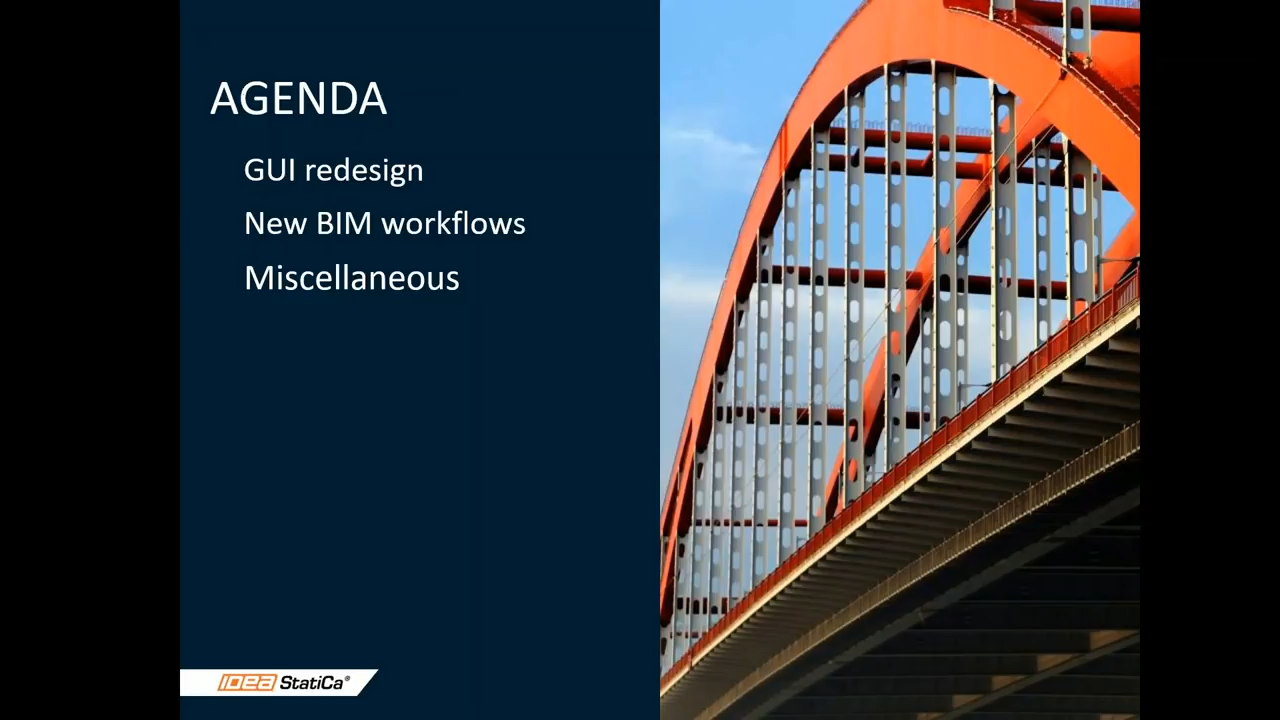 AGENDA
GUI redesign
New BIM workflows
Miscellaneous
IDEA StatiCa®